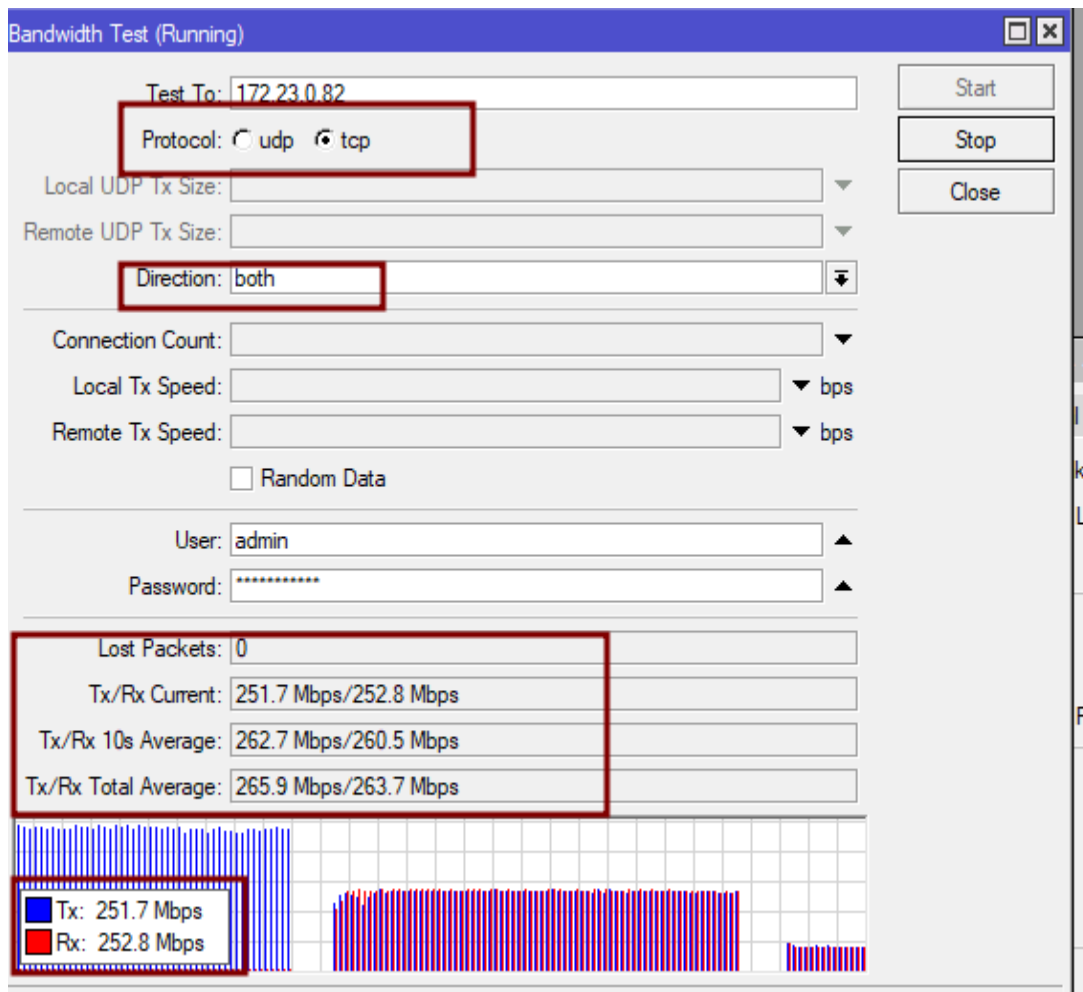 Bandwidth Test (Running)
Test To: 172.23.0.82
Start
Protocol: udp tcp
Stop
Local UDP Tx Size:
Close
Remote UDP Tx Size:
Direction: both
Connection Count:
Local Tx Speed: bps
Remote Tx Speed: bps
Random Data
User: admin
Password: ***********
Lost Packets: 0
Tx/Rx Current: 251.7 Mbps/252.8 Mbps
Tx/Rx 10s Average: 262.7 Mbps/260.5 Mbps
Tx/Rx Total Average: 265.9 Mbps/263.7 Mbps
Tx: 251.7 Mbps
Rx: 252.8 Mbps